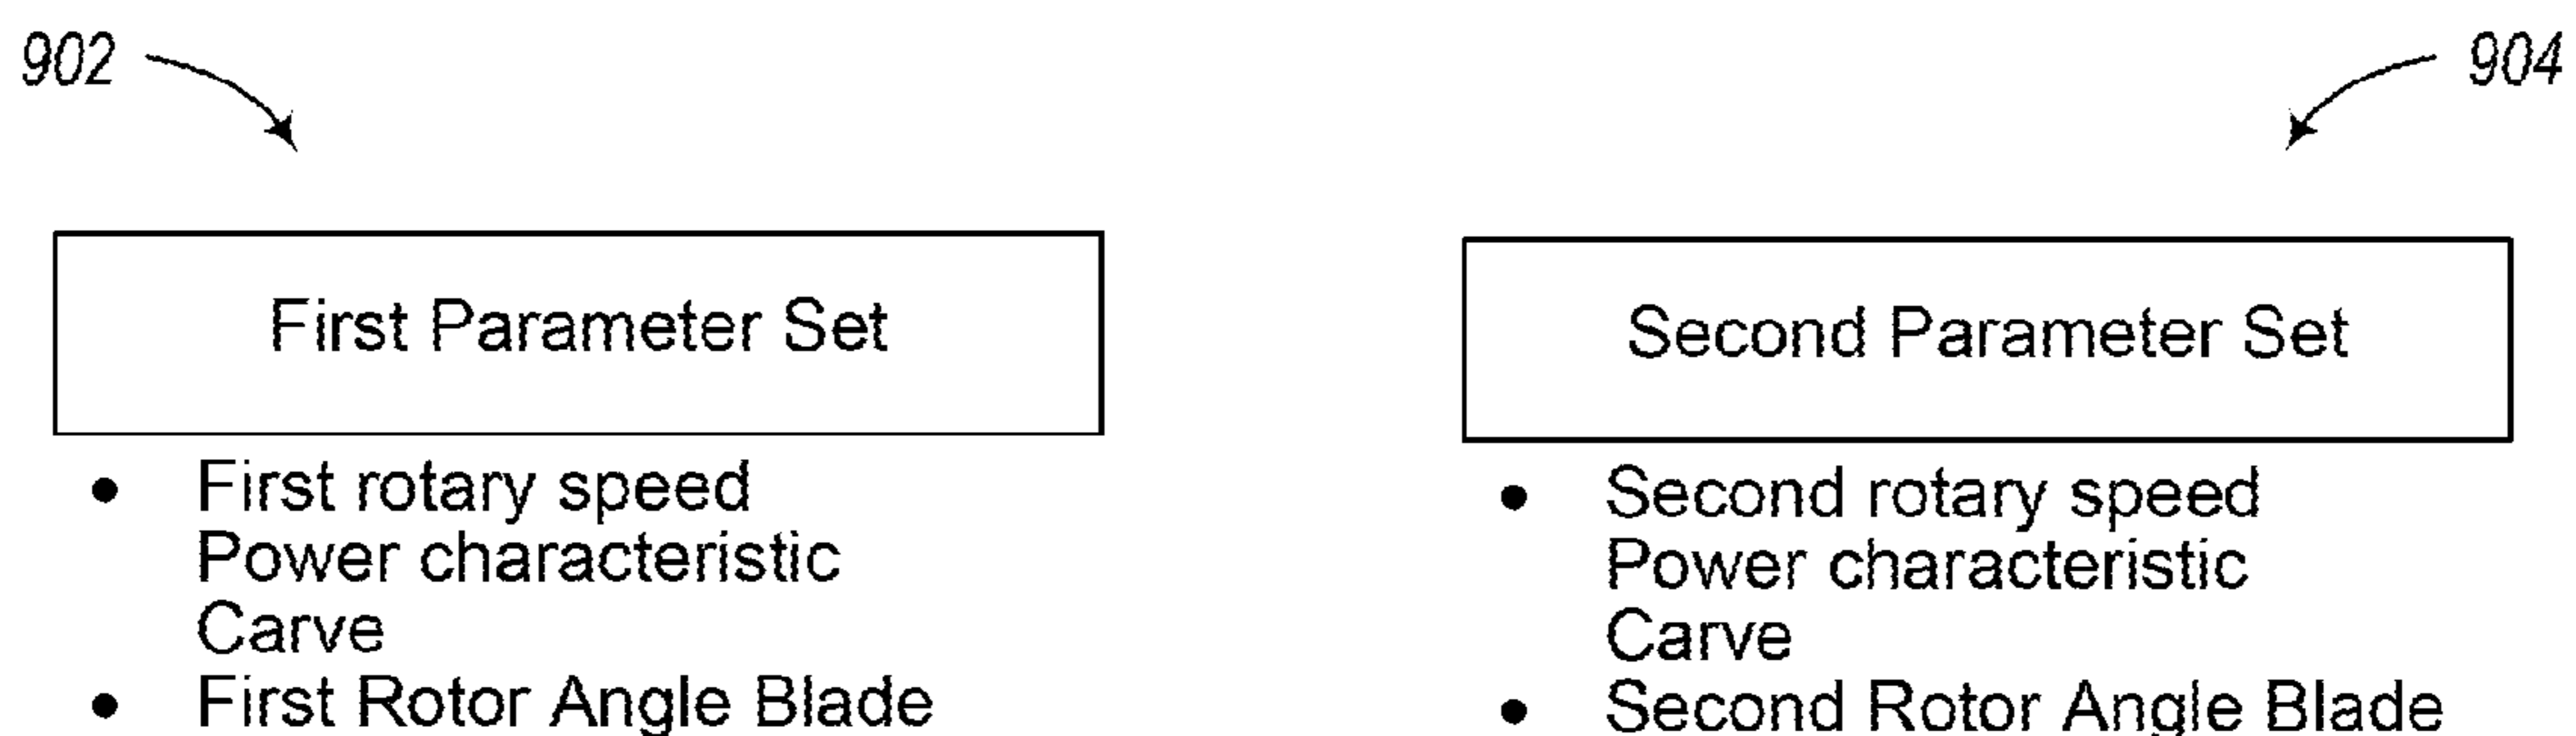 902
904
First Parameter Set
• First rotary speed
Power characteristic
Carve
• First Rotor Angle Blade
Second Parameter Set
• Second rotary speed
Power characteristic
Carve
• Second Rotor Angle Blade